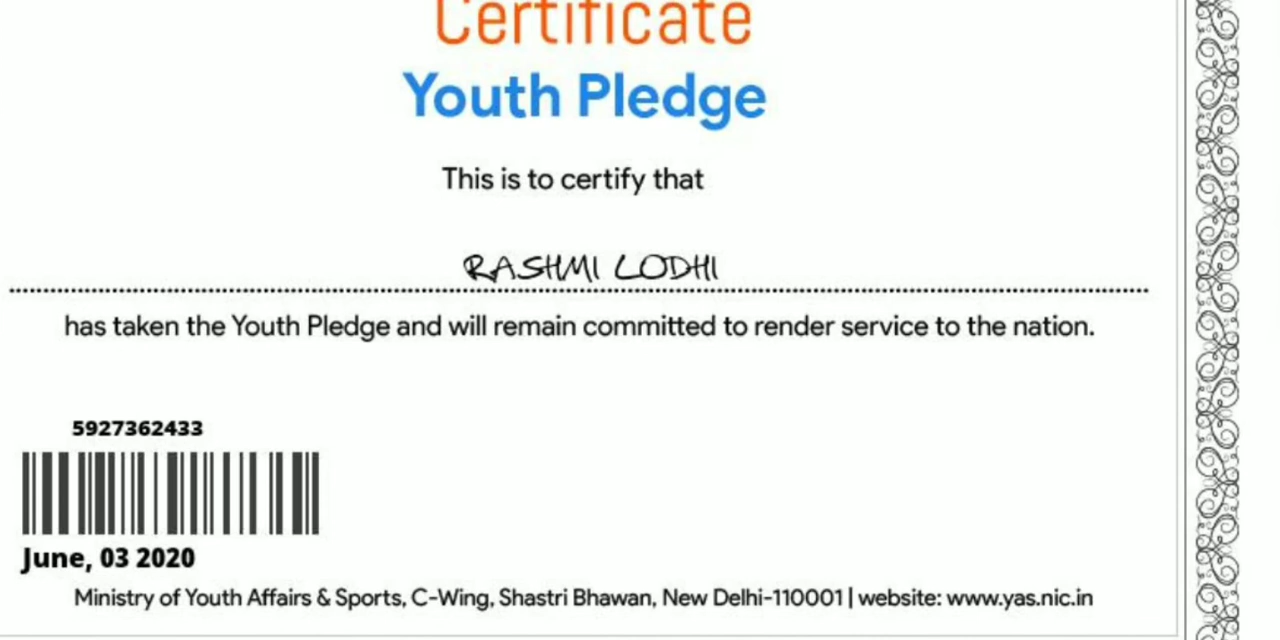 Certificate
Youth Pledge
This is to certify that
RASHMI LODHI
has taken the Youth Pledge and will remain committed to render service to the nation.
5927362433
June, 03 2020
Ministry of Youth Affairs & Sports, C-Wing, Shastri Bhawan, New Delhi-110001 | website: www.yas.nic.in